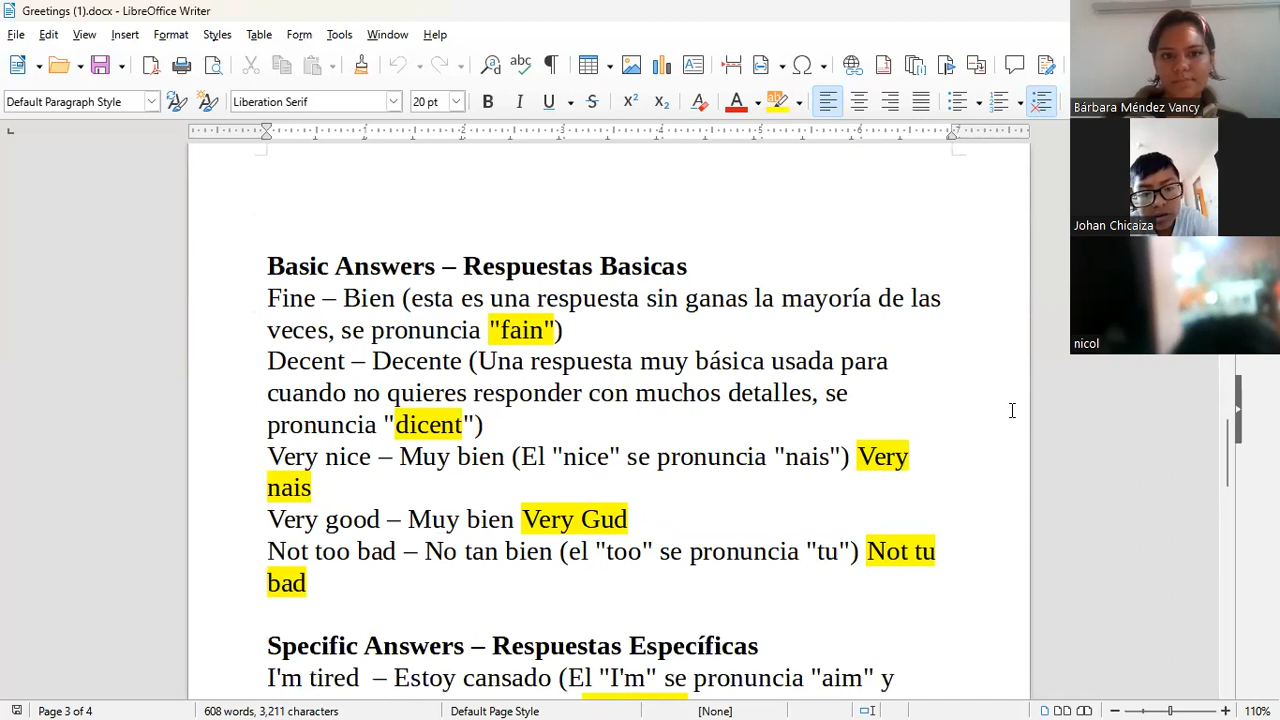 Greetings (1).docx - LibreOffice Writer
File Edit View Insert Format Styles Table Form Tools Window Help
Default Paragraph Style Liberation Serif 20 pt
Bárbara Méndez Vancy
Johan Chicaiza
nicol
Basic Answers – Respuestas Basicas
Fine – Bien (esta es una respuesta sin ganas la mayoría de las
veces, se pronuncia "fain")
Decent – Decente (Una respuesta muy básica usada para
cuando no quieres responder con muchos detalles, se
pronuncia "dicent")
Very nice – Muy bien (El "nice" se pronuncia "nais") Very
nais
Very good – Muy bien Very Gud
Not too bad – No tan bien (el "too" se pronuncia "tu") Not tu
bad
Specific Answers – Respuestas Específicas
I'm tired – Estoy cansado (El "I'm" se pronuncia "aim" y
Page 3 of 4 608 words, 3,211 characters Default Page Style [None] 110%